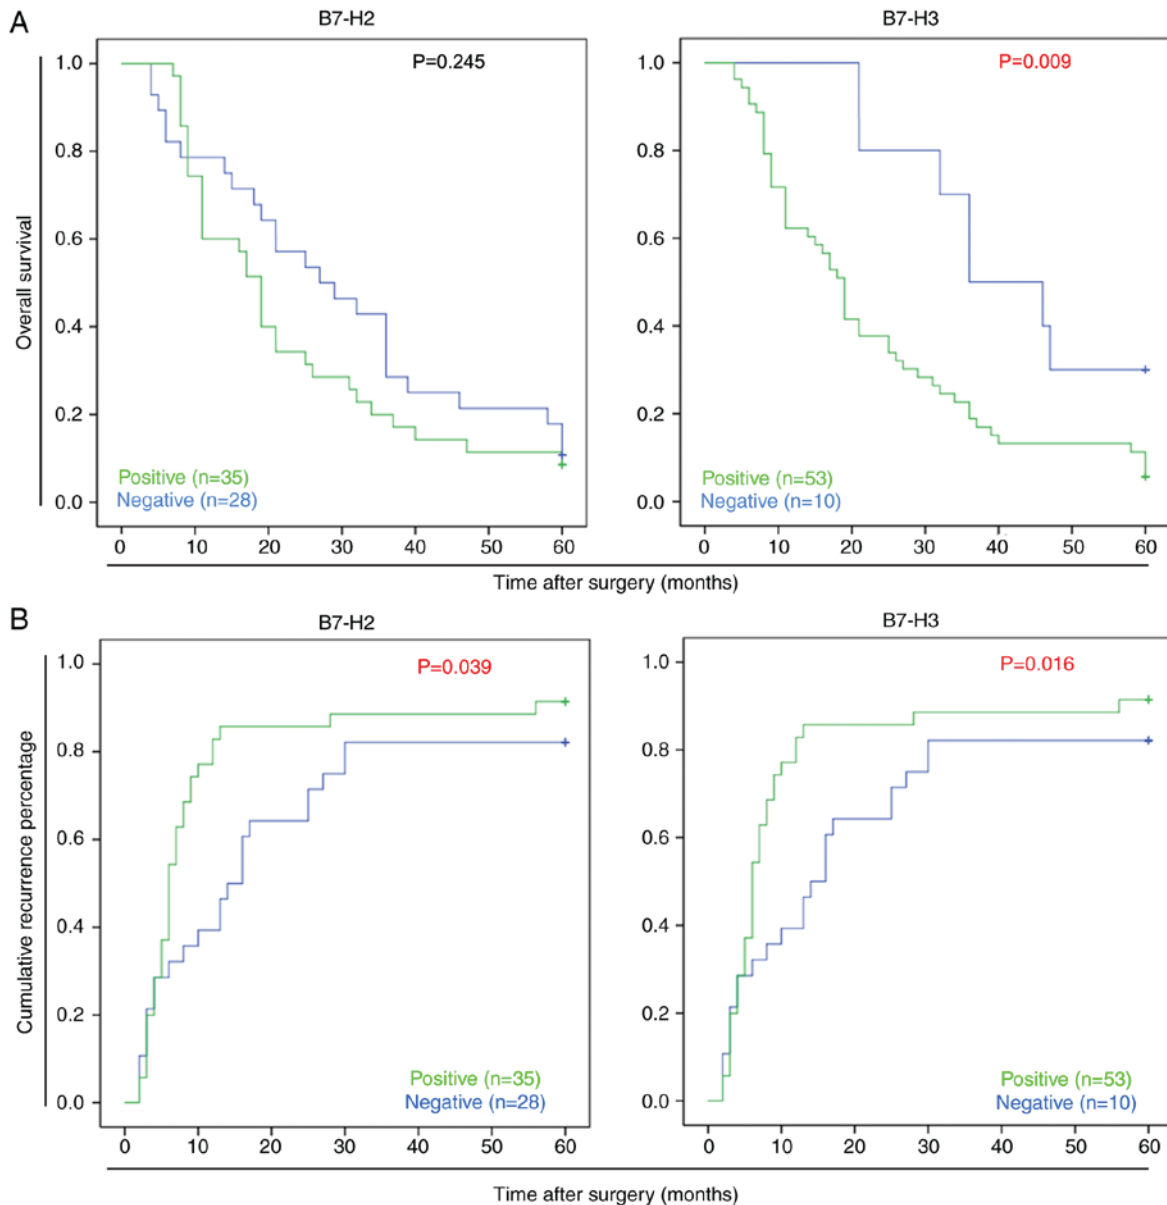 A
B7-H2
B7-H3
P=0.245
P=0.009
Overall survival
1.0
0.8
0.6
0.4
0.2
0.0
Positive (n=35)
Negative (n=28)
0 10 20 30 40 50 60
1.0
0.8
0.6
0.4
0.2
0.0
Positive (n=53)
Negative (n=10)
0 10 20 30 40 50 60
Time after surgery (months)
B
B7-H2
B7-H3
P=0.039
P=0.016
Cumulative recurrence percentage
1.0
0.8
0.6
0.4
0.2
0.0
Positive (n=35)
Negative (n=28)
0 10 20 30 40 50 60
1.0
0.8
0.6
0.4
0.2
0.0
Positive (n=53)
Negative (n=10)
0 10 20 30 40 50 60
Time after surgery (months)